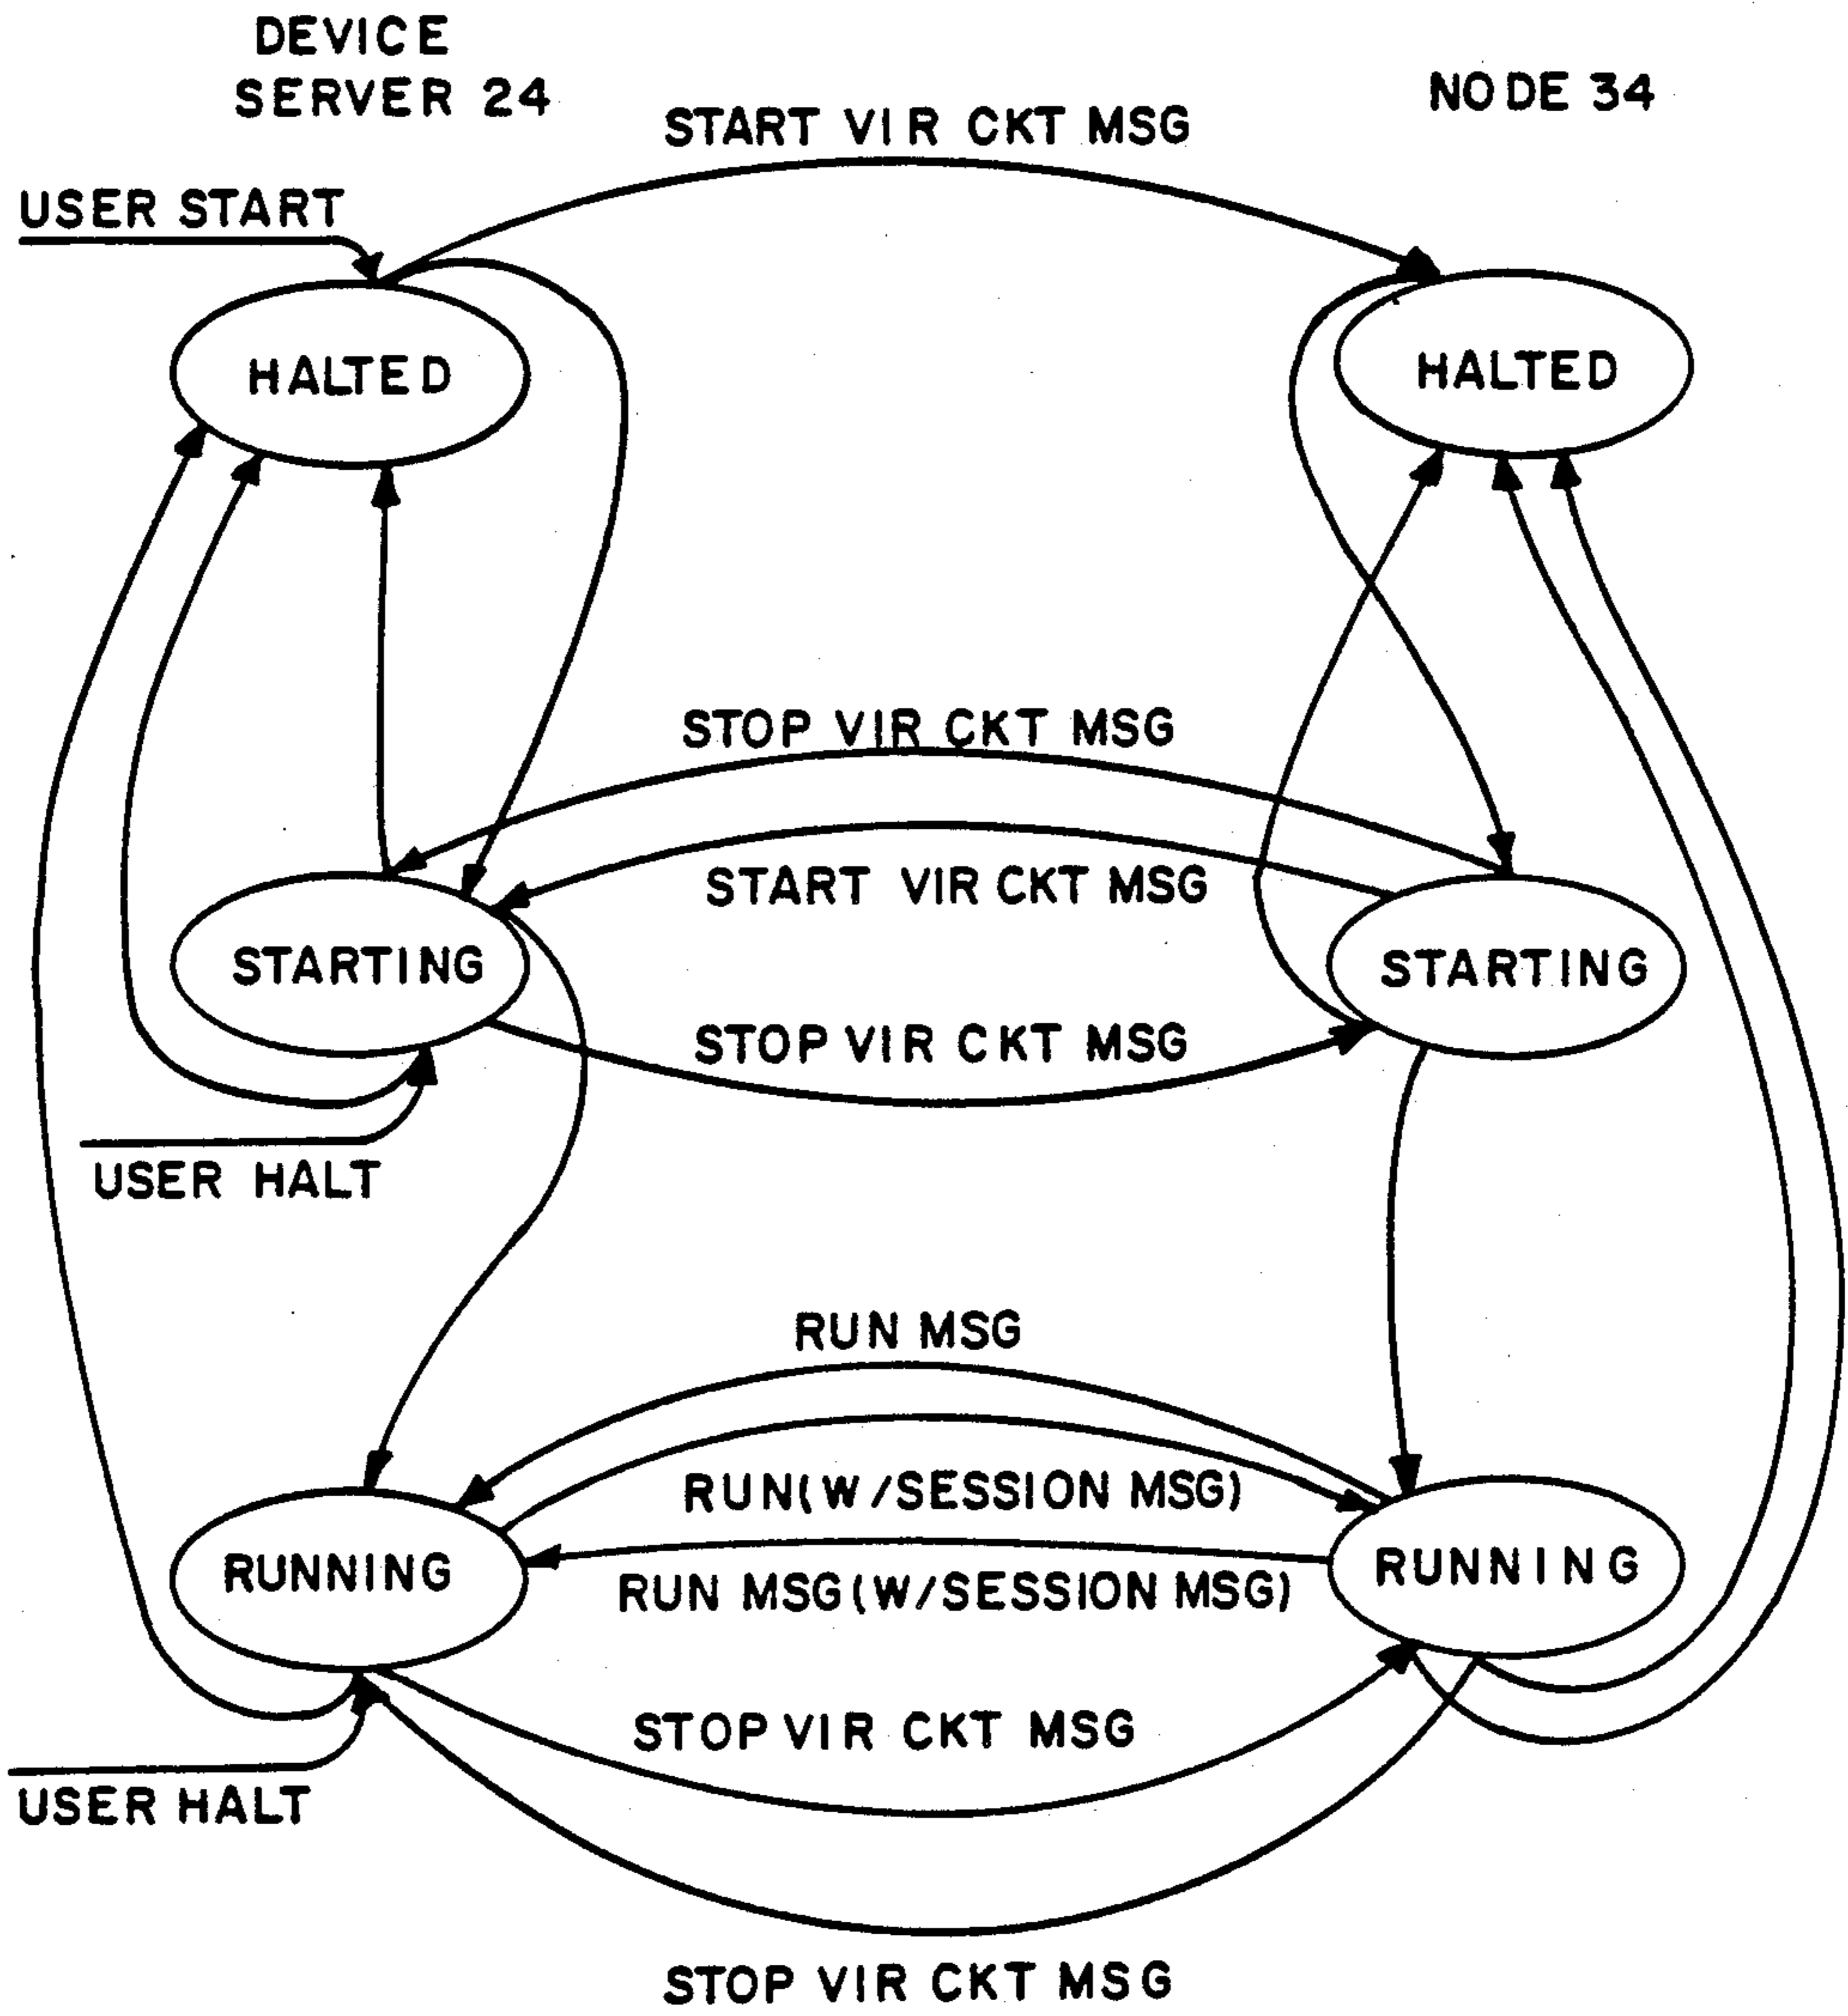 DEVICE
SERVER 24
NODE 34
START VIR CKT MSG
USER START
HALTED
HALTED
STOP VIR CKT MSG
START VIR CKT MSG
STARTING
STARTING
STOP VIR CKT MSG
USER HALT
RUN MSG
RUN(W/SESSION MSG)
RUNNING
RUNNING
RUN MSG(W/SESSION MSG)
STOP VIR CKT MSG
USER HALT
STOP VIR CKT MSG